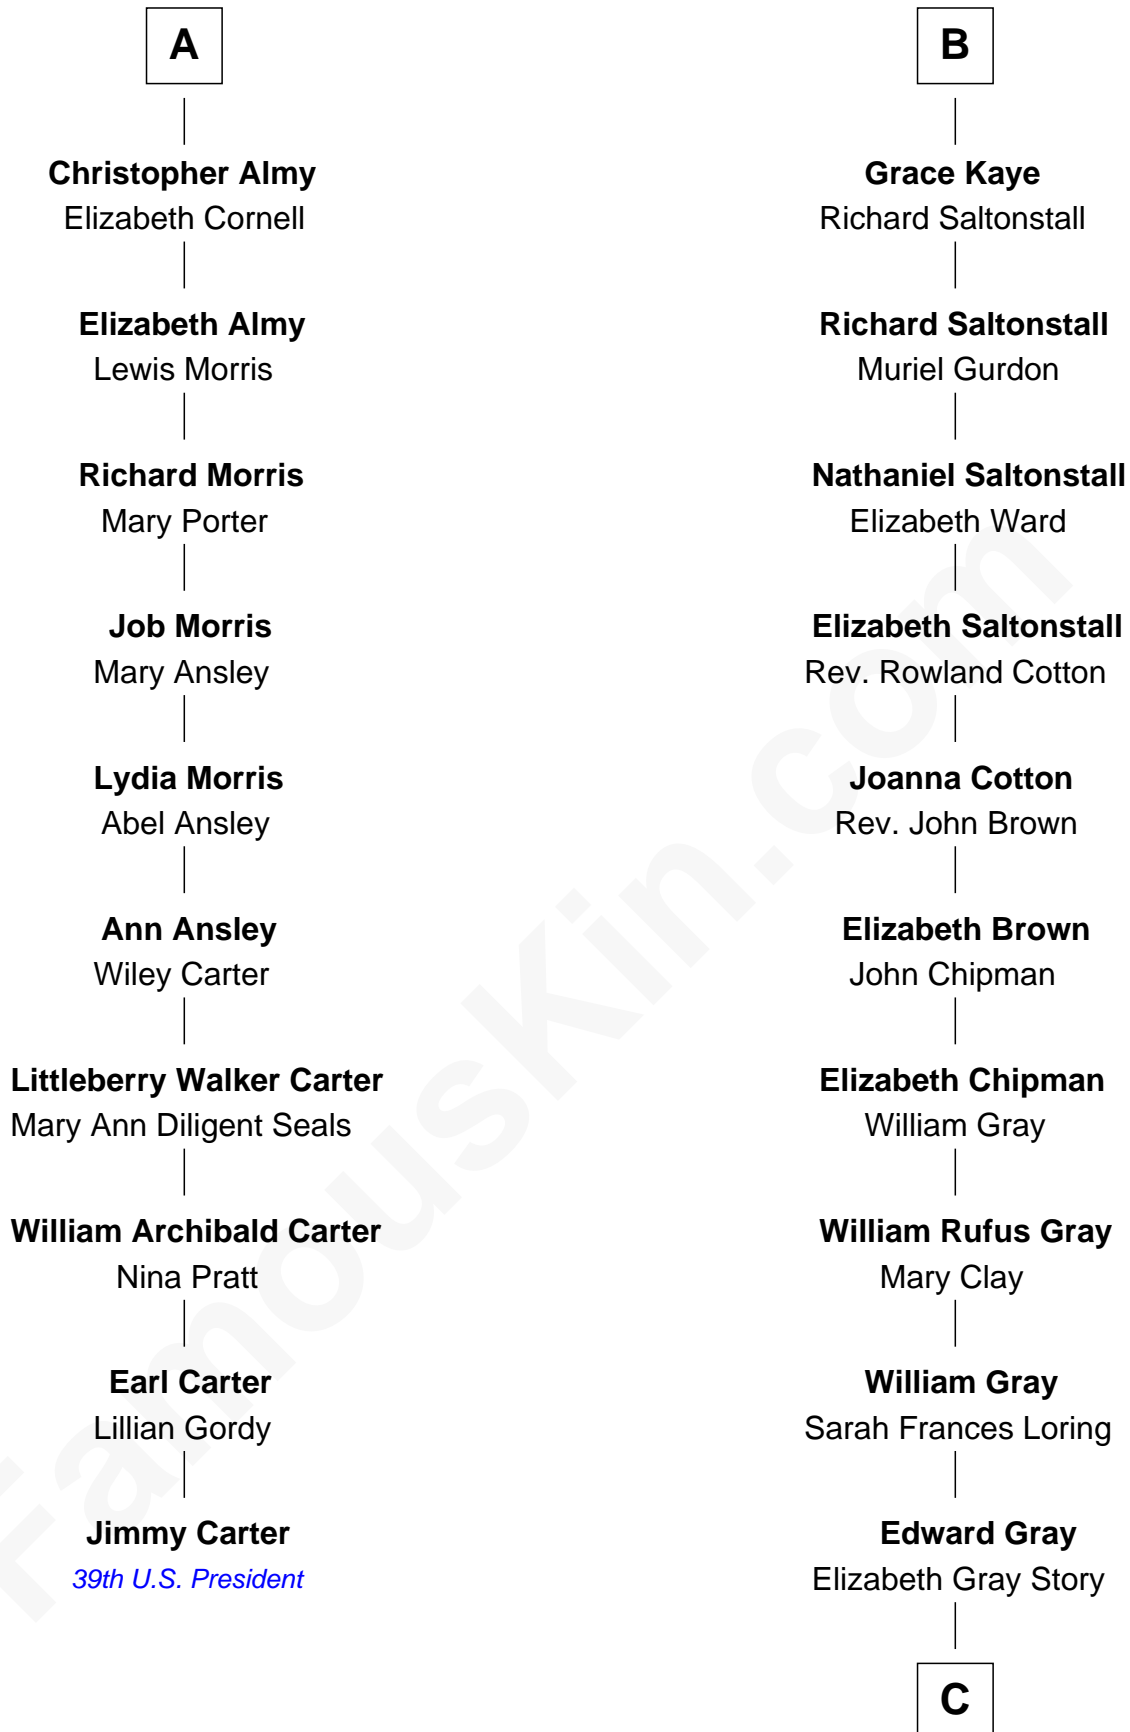 A
Christopher Almy
Elizabeth Cornell
Elizabeth Almy
Lewis Morris
Richard Morris
Mary Porter
Job Morris
Mary Ansley
Lydia Morris
Abel Ansley
Ann Ansley
Wiley Carter
Littleberry Walker Carter
Mary Ann Diligent Seals
William Archibald Carter
Nina Pratt
Earl Carter
Lillian Gordy
Jimmy Carter
39th U.S. President
B
Grace Kaye
Richard Saltonstall
Richard Saltonstall
Muriel Gurdon
Nathaniel Saltonstall
Elizabeth Ward
Elizabeth Saltonstall
Rev. Rowland Cotton
Joanna Cotton
Rev. John Brown
Elizabeth Brown
John Chipman
Elizabeth Chipman
William Gray
William Rufus Gray
Mary Clay
William Gray
Sarah Frances Loring
Edward Gray
Elizabeth Gray Story
C
FamousKin.com